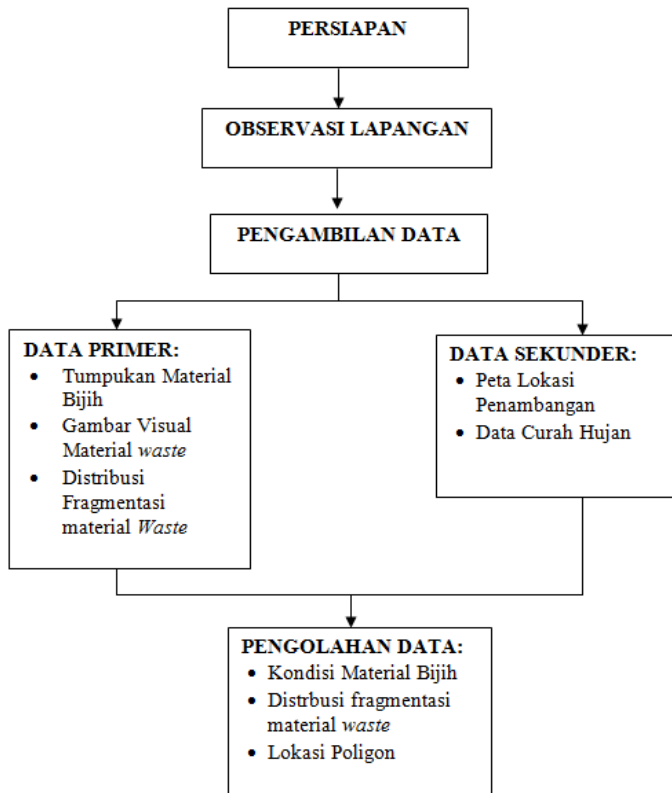 PERSIAPAN
OBSERVASI LAPANGAN
PENGAMBILAN DATA
DATA PRIMER:
• Tumpukan Material
Bijih
• Gambar Visual
Material waste
• Distribusi
Fragmentasi
material Waste
DATA SEKUNDER:
• Peta Lokasi
Penambangan
• Data Curah Hujan
PENGOLAHAN DATA:
• Kondisi Material Bijih
• Distrbusi fragmentasi
material waste
• Lokasi Poligon